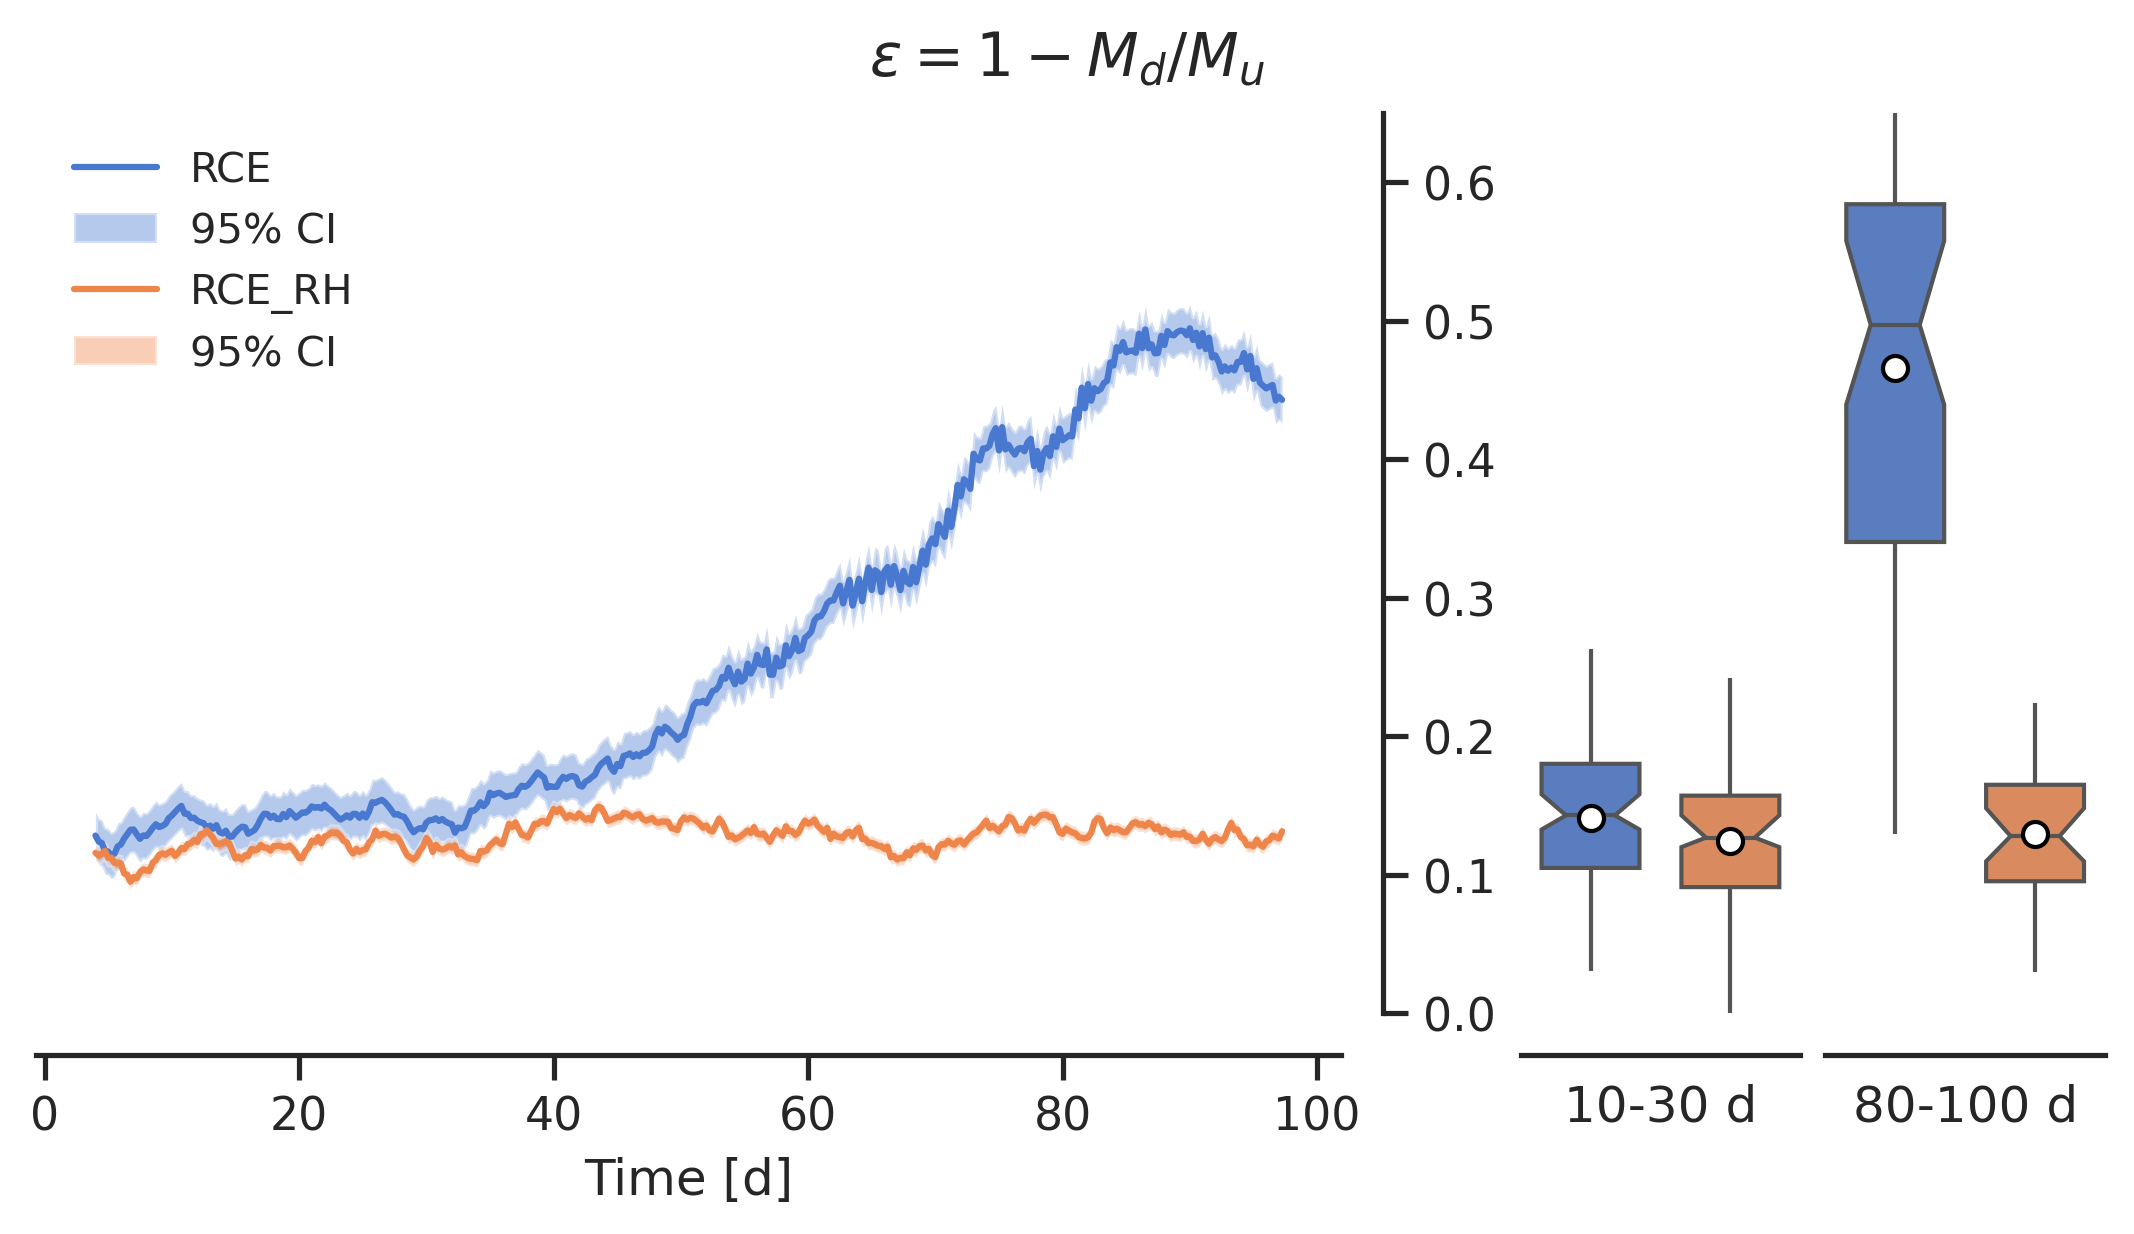 ε = 1 − M_d/M_u
RCE
95% CI
RCE_RH
95% CI
0.6
0.5
0.4
0.3
0.2
0.1
0.0
0 20 40 60 80 100
Time [d]
10-30 d 80-100 d